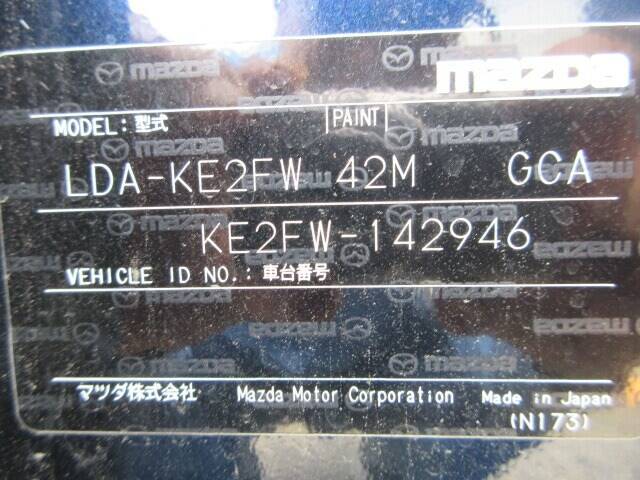 mazda
MODEL: 型式 PAINT
LDA-KE2FW 42M GCA
KE2FW-142946
VEHICLE ID NO.: 車台番号
マツダ株式会社 Mazda Motor Corporation Made in Japan
(N173)